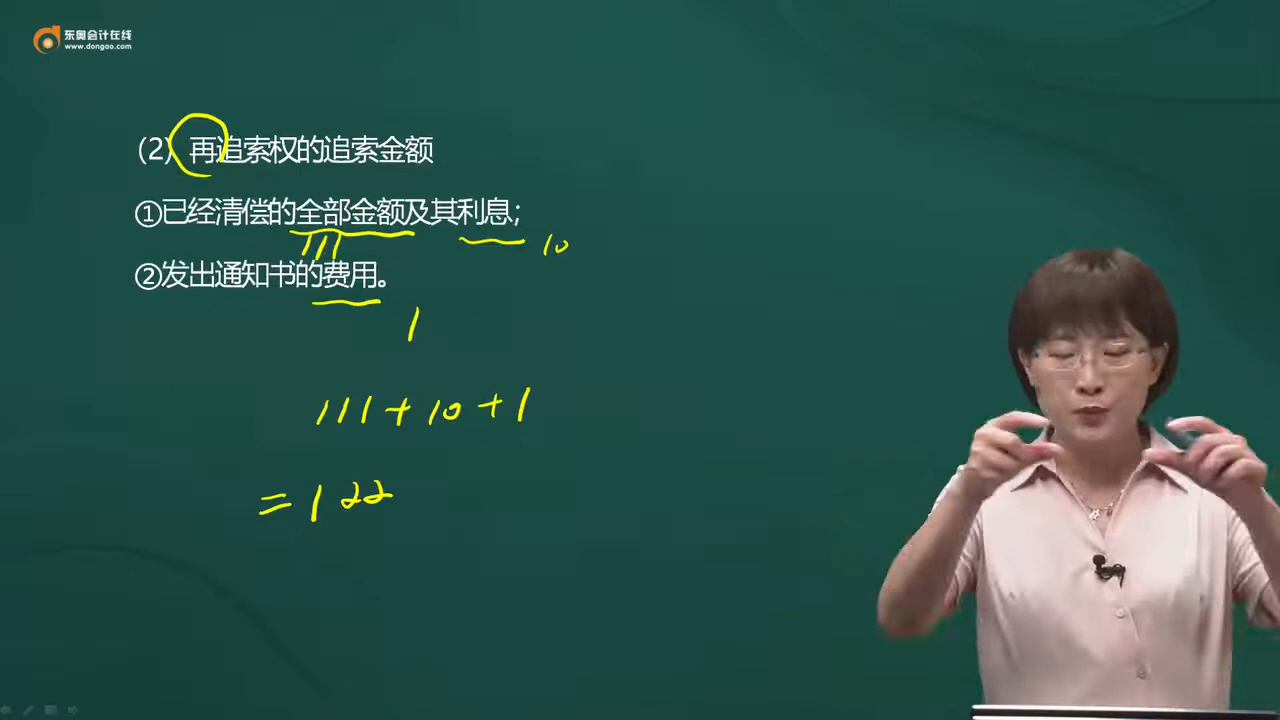 东奥会计在线
www.dongao.com
(2) 再追索权的追索金额
①已经清偿的全部金额及其利息;
111 10
②发出通知书的费用。
1
111+10+1
=122